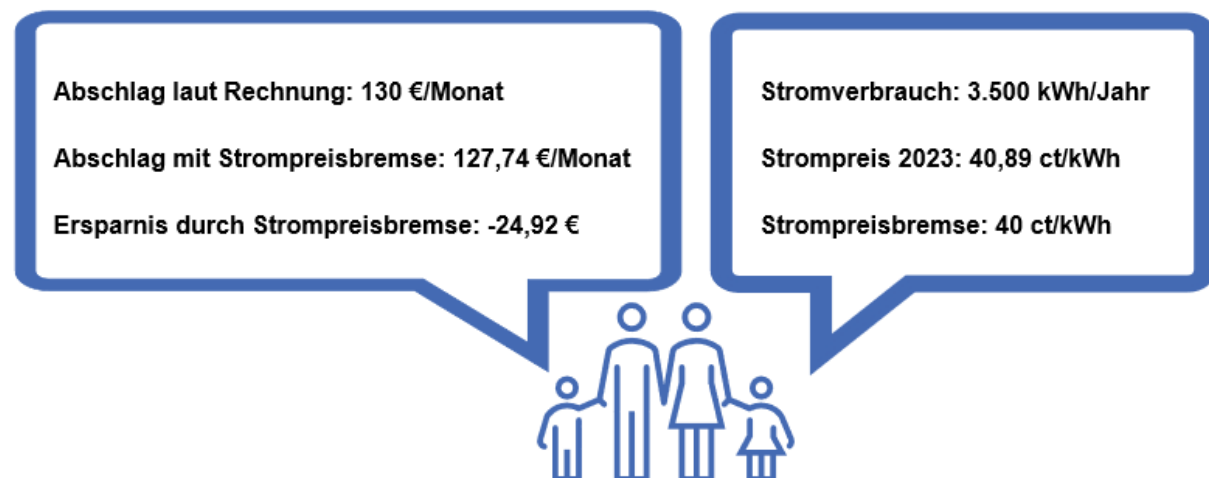 Abschlag laut Rechnung: 130 €/Monat
Abschlag mit Strompreisbremse: 127,74 €/Monat
Ersparnis durch Strompreisbremse: -24,92 €
Stromverbrauch: 3.500 kWh/Jahr
Strompreis 2023: 40,89 ct/kWh
Strompreisbremse: 40 ct/kWh